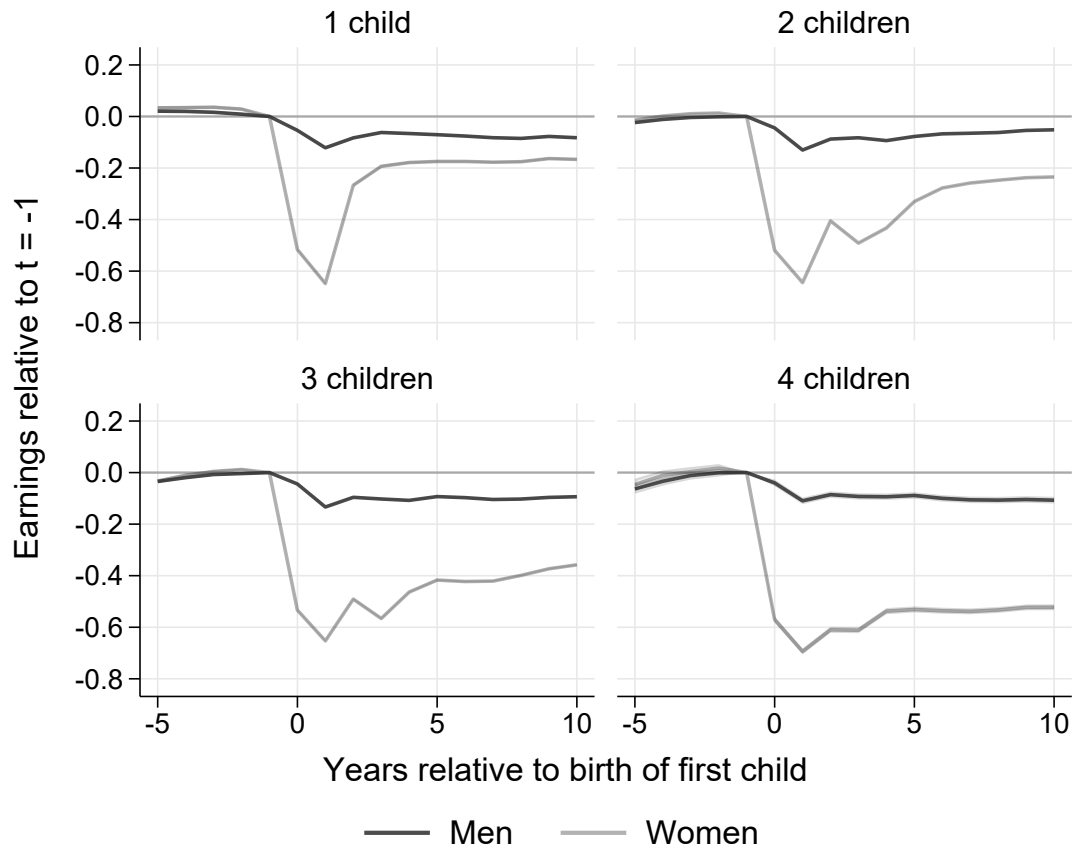 1 child
2 children
0.2
0.0
-0.2
-0.4
-0.6
-0.8
3 children
4 children
0.2
0.0
-0.2
-0.4
-0.6
-0.8
-5 0 5 10
-5 0 5 10
Earnings relative to t = -1
Years relative to birth of first child
Men
Women